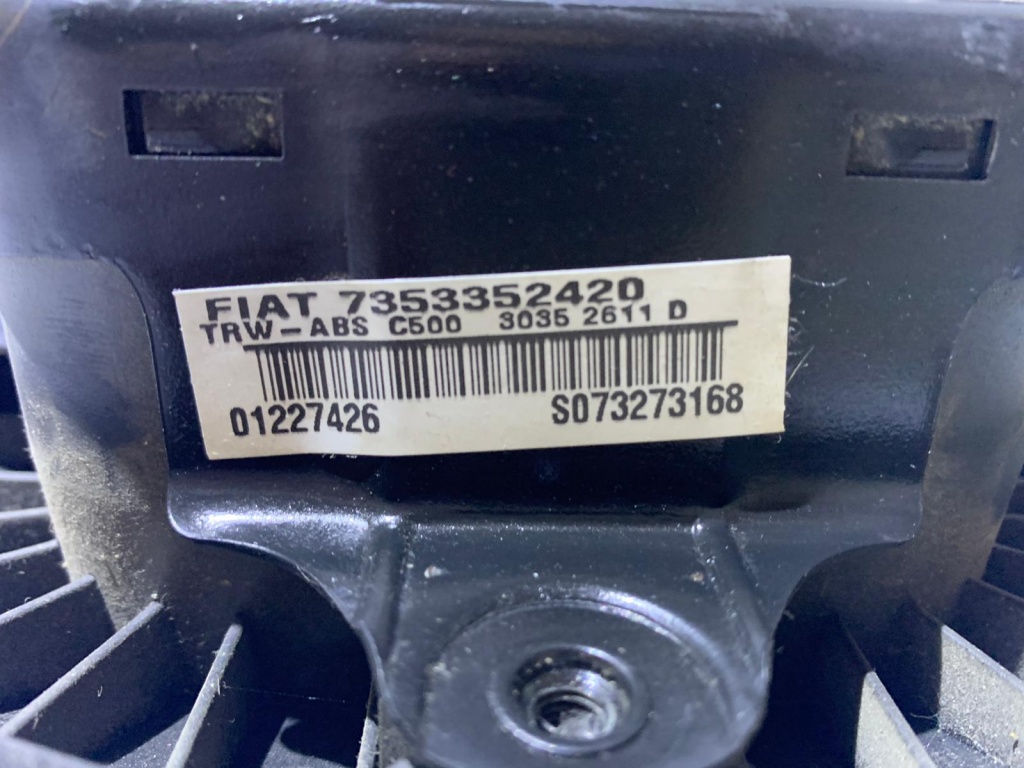 FIAT 7353352420
TRW-ABS C500 3035 2611 D
01227426 S073273168